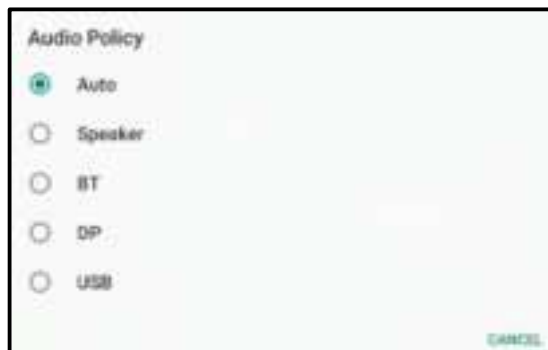 Audio Policy
Auto
Speaker
BT
DP
USB
CANCEL